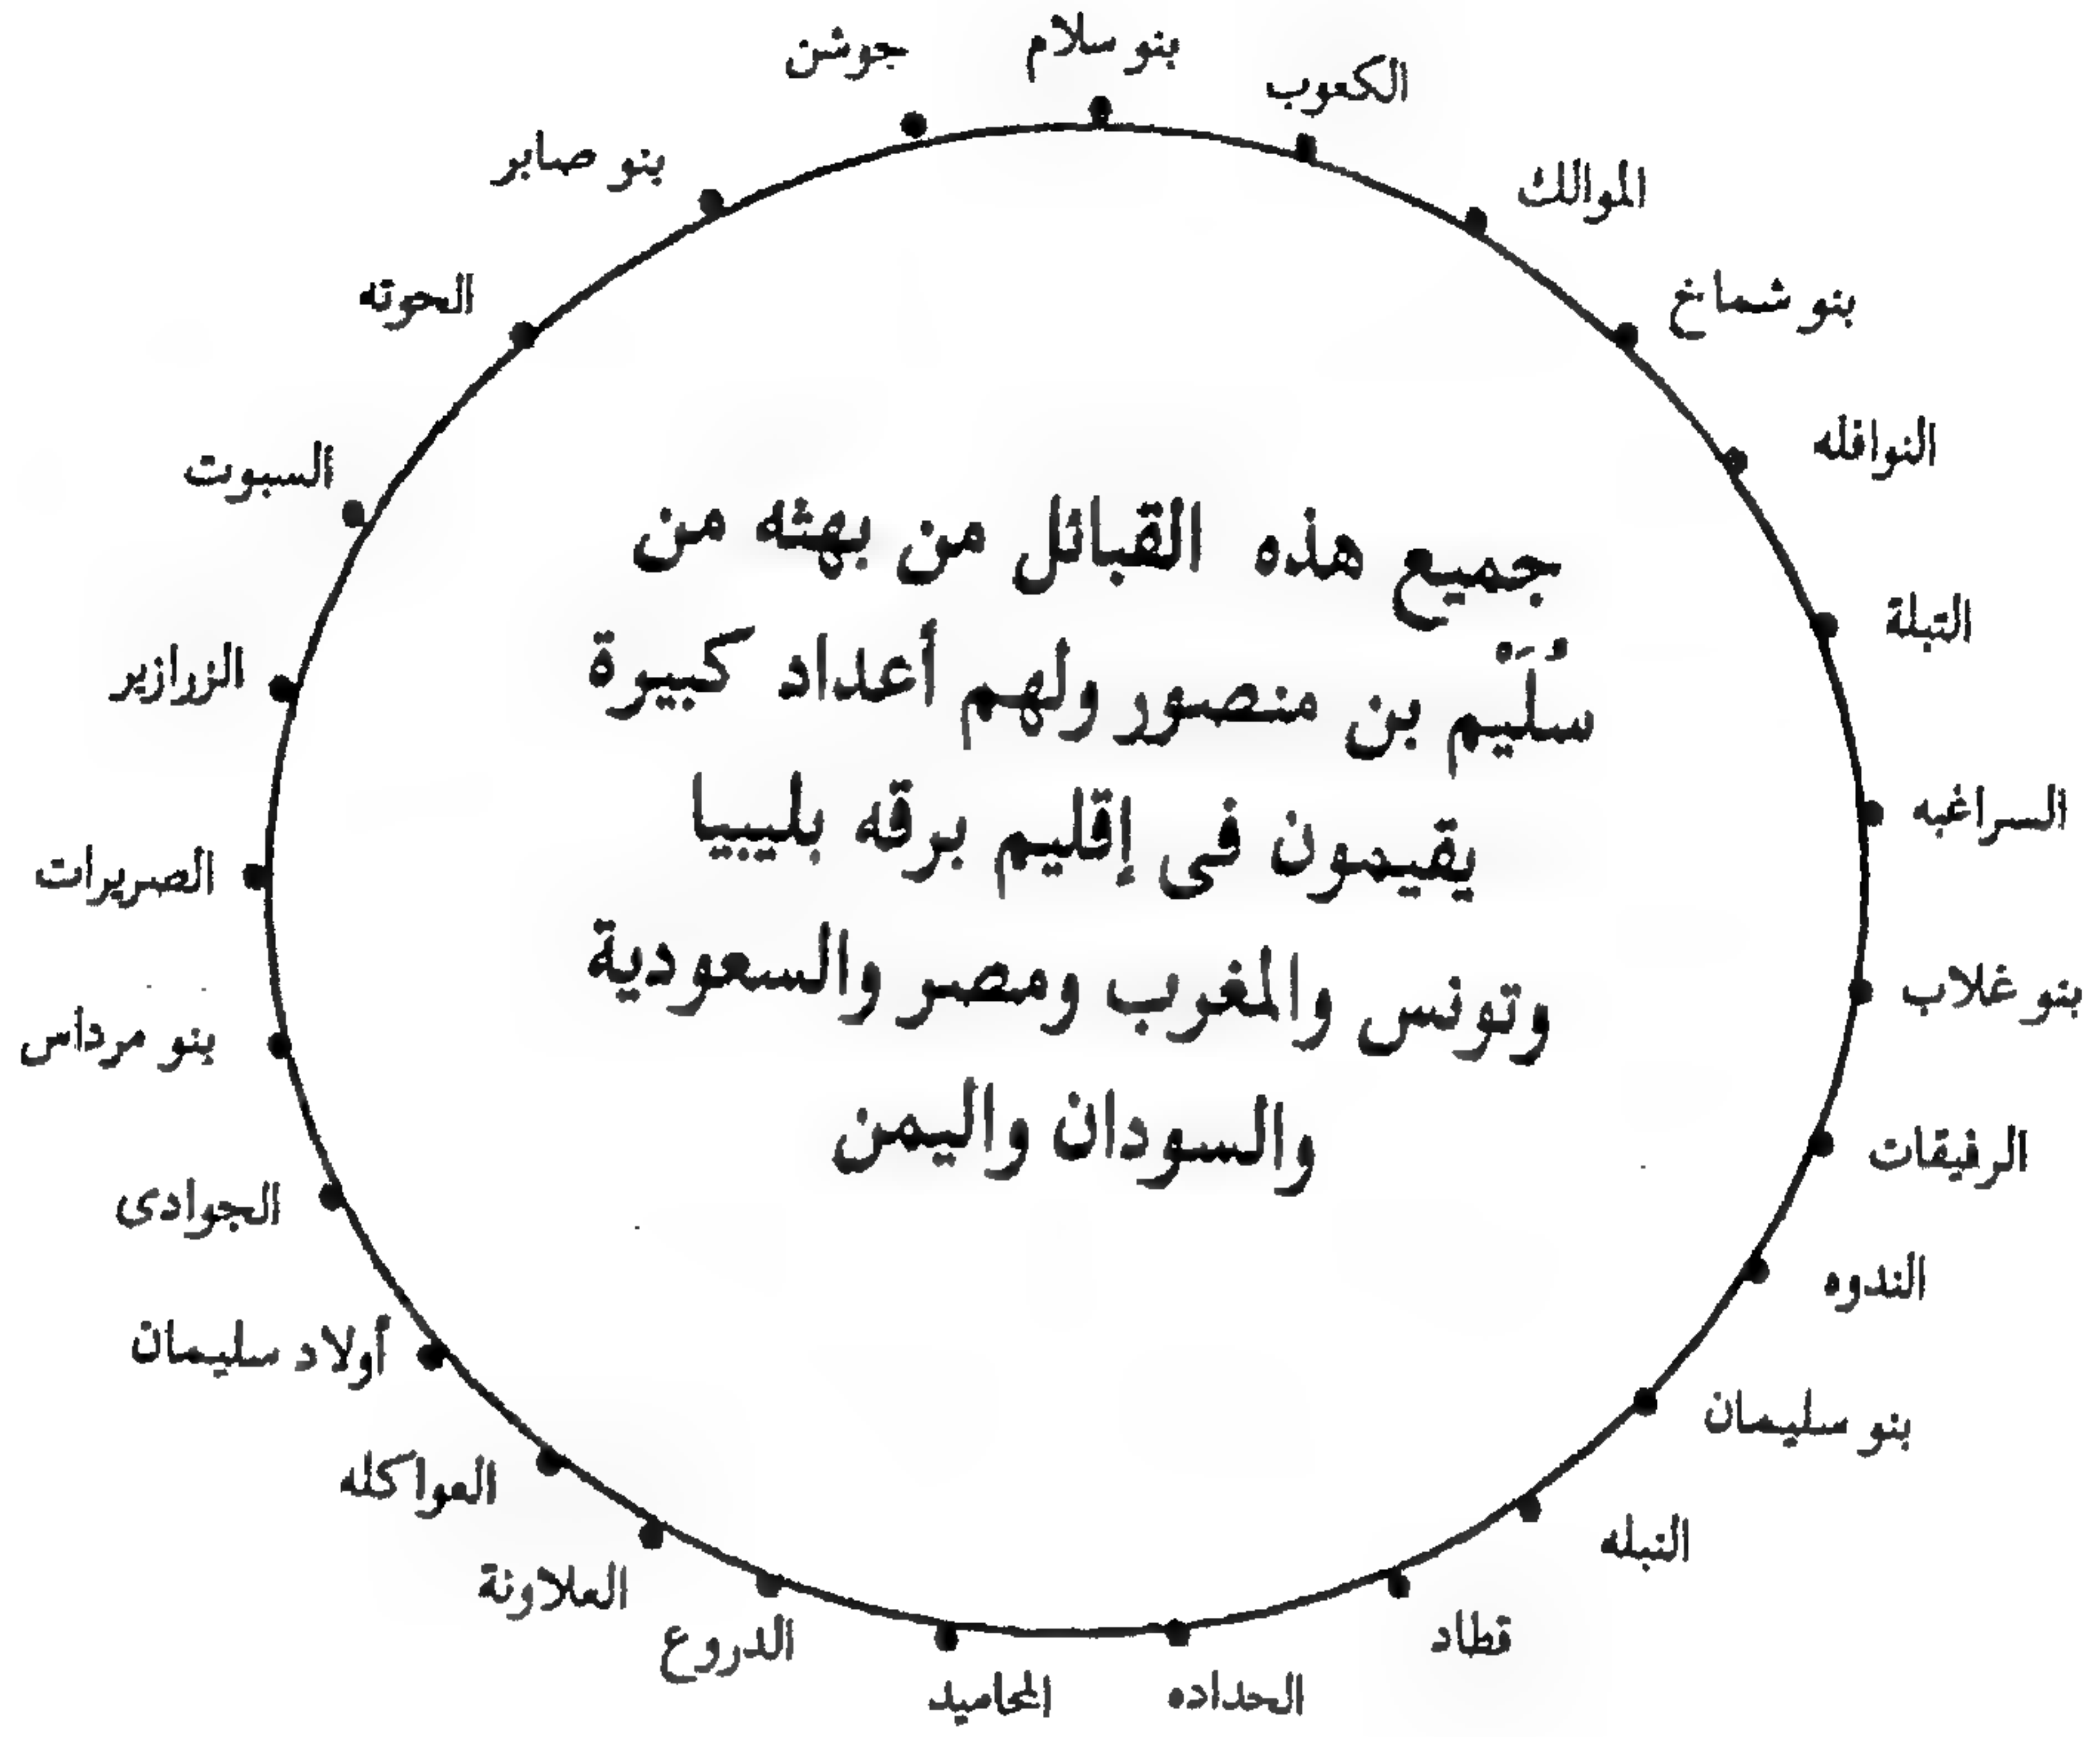 بنو سلام
الكعوب
الموالك
بنو شماخ
النوافله
التبلة
السراغبه
بنو غلاب
الرفيقات
الندوه
بنو سليمان
النبله
قطاد
الحداده
المحاميد
الدروع
العلاونة
العواكله
أولاد سليمان
الجوادى
بنو مرداس
الصريرات
الزرازير
السبوت
الحوته
بنو صابر
جوشن
جميع هذه القبائل من بهثه من
سُلَيْم بن منصور ولهم أعداد كبيرة
يقيمون فى إقليم برقه بليبيا
وتونس والمغرب ومصر والسعودية
والسودان واليمن